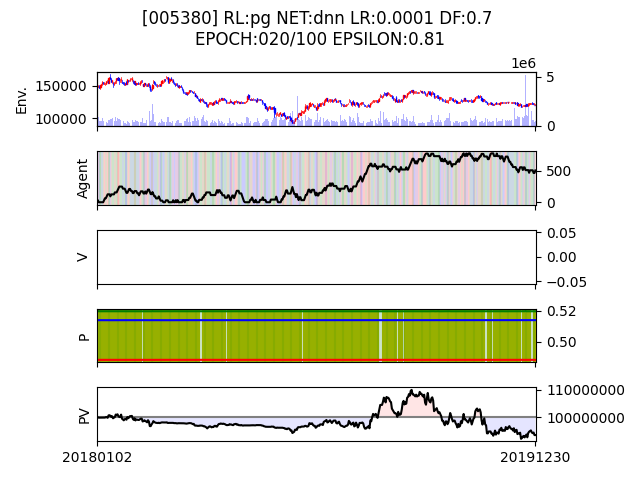 [005380] RL:pg NET:dnn LR:0.0001 DF:0.7
EPOCH:020/100 EPSILON:0.81
1e6
Env.
150000
100000
5
0
Agent
500
0
V
0.05
0.00
−0.05
P
0.52
0.50
PV
110000000
100000000
20180102
20191230